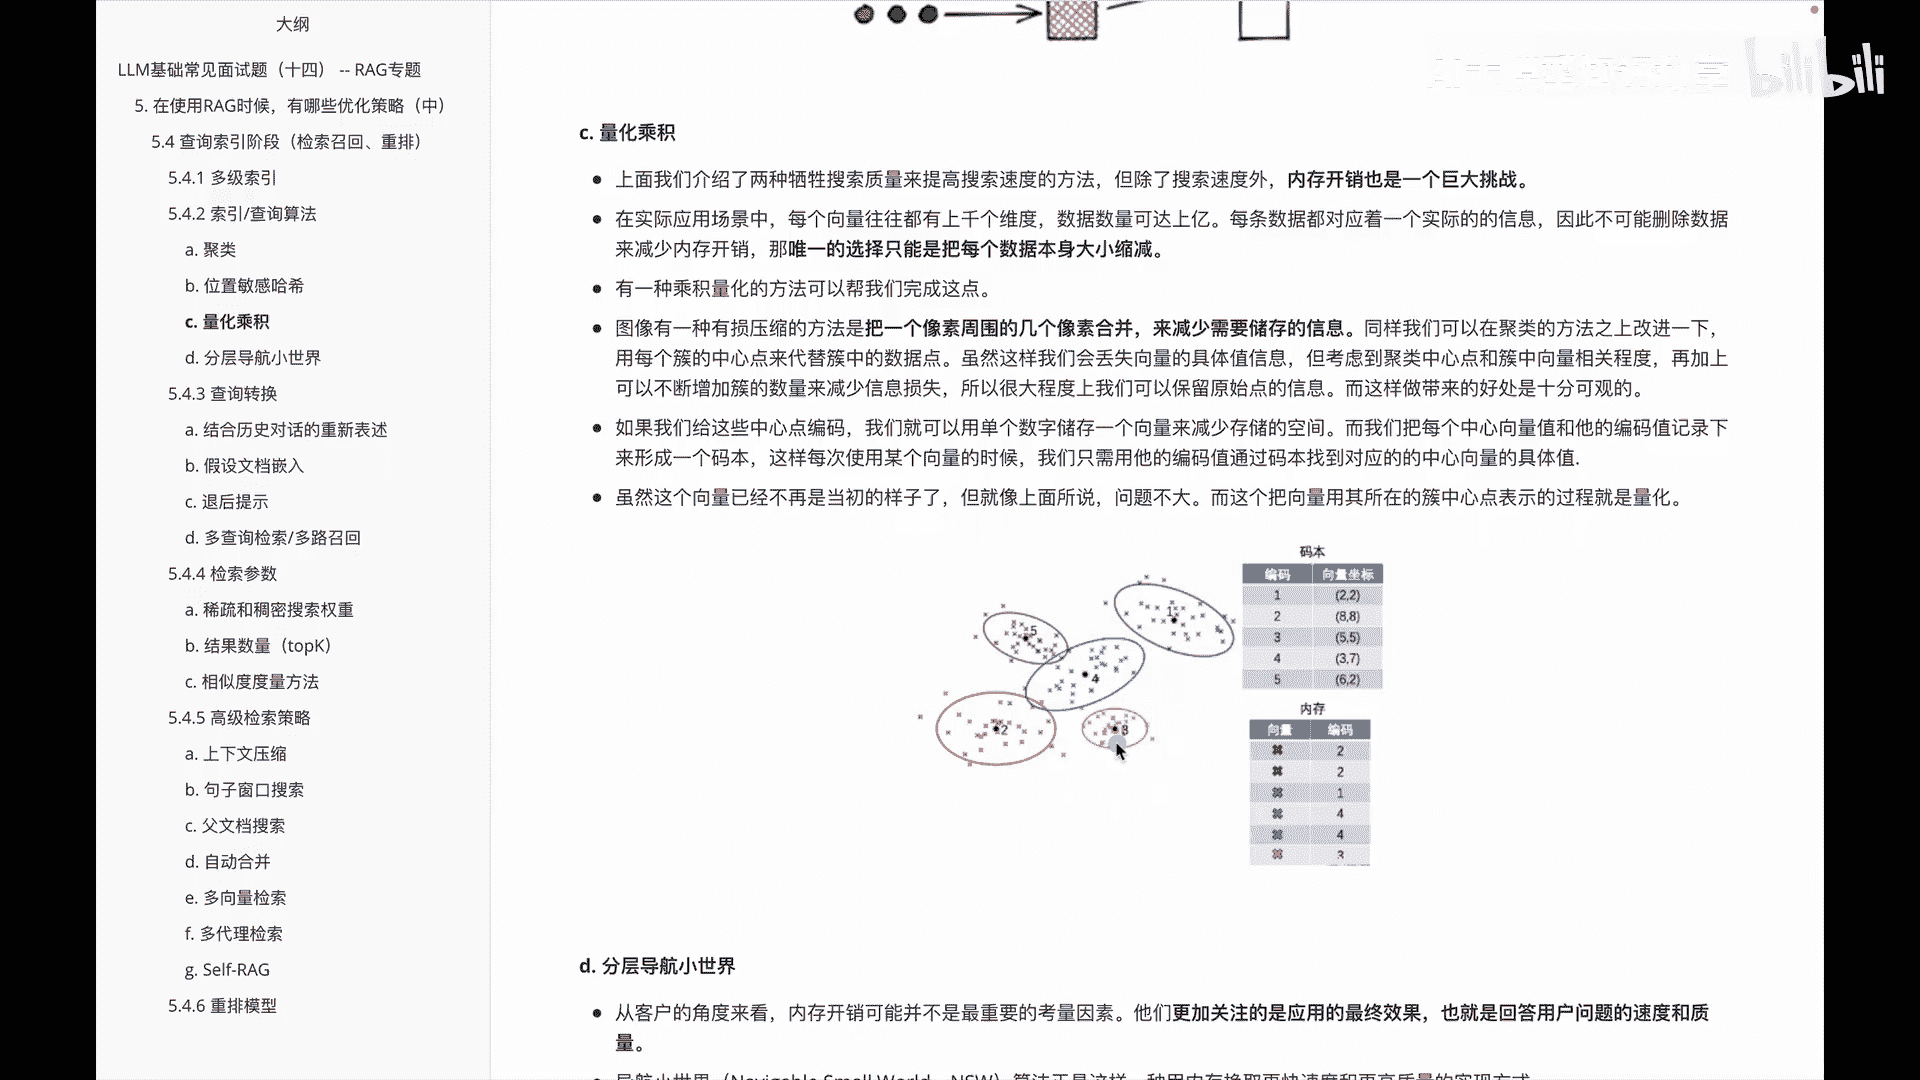 大纲
LLM基础常见面试题（十四） -- RAG专题
5. 在使用RAG时候，有哪些优化策略（中）
5.4 查询索引阶段（检索召回、重排）
5.4.1 多级索引
5.4.2 索引/查询算法
a. 聚类
b. 位置敏感哈希
c. 量化乘积
d. 分层导航小世界
5.4.3 查询转换
a. 结合历史对话的重新表述
b. 假设文档嵌入
c. 退后提示
d. 多查询检索/多路召回
5.4.4 检索参数
a. 稀疏和稠密搜索权重
b. 结果数量（topK）
c. 相似度度量方法
5.4.5 高级检索策略
a. 上下文压缩
b. 句子窗口搜索
c. 父文档搜索
d. 自动合并
e. 多向量检索
f. 多代理检索
g. Self-RAG
5.4.6 重排模型
bilibili
c. 量化乘积
上面我们介绍了两种牺牲搜索质量来提高搜索速度的方法，但除了搜索速度外，内存开销也是一个巨大挑战。
在实际应用场景中，每个向量往往都有上千个维度，数据数量可达上亿。每条数据都对应着一个实际的的信息，因此不可能删除数据
来减少内存开销，那唯一的选择只能是把每个数据本身大小缩减。
有一种乘积量化的方法可以帮我们完成这点。
图像有一种有损压缩的方法是把一个像素周围的几个像素合并，来减少需要储存的信息。同样我们可以在聚类的方法之上改进一下，
用每个簇的中心点来代替簇中的数据点。虽然这样我们会丢失向量的具体值信息，但考虑到聚类中心点和簇中向量相关程度，再加上
可以不断增加簇的数量来减少信息损失，所以很大程度上我们可以保留原始点的信息。而这样做带来的好处是十分可观的。
如果我们给这些中心点编码，我们就可以用单个数字储存一个向量来减少存储的空间。而我们把每个中心向量值和他的编码值记录下
来形成一个码本，这样每次使用某个向量的时候，我们只需用他的编码值通过码本找到对应的的中心向量的具体值.
虽然这个向量已经不再是当初的样子了，但就像上面所说，问题不大。而这个把向量用其所在的簇中心点表示的过程就是量化。
1
5
4
2
3
码本
编码 向量坐标
1 (2,2)
2 (8,8)
3 (5,5)
4 (3,7)
5 (6,2)
内存
向量 编码
2
2
1
4
4
3
d. 分层导航小世界
从客户的角度来看，内存开销可能并不是最重要的考量因素。他们更加关注的是应用的最终效果，也就是回答用户问题的速度和质
量。
导航小世界（Navigable Small World，NSW）算法正是这样一种用内存换取更快速度和更高质量的实现方式